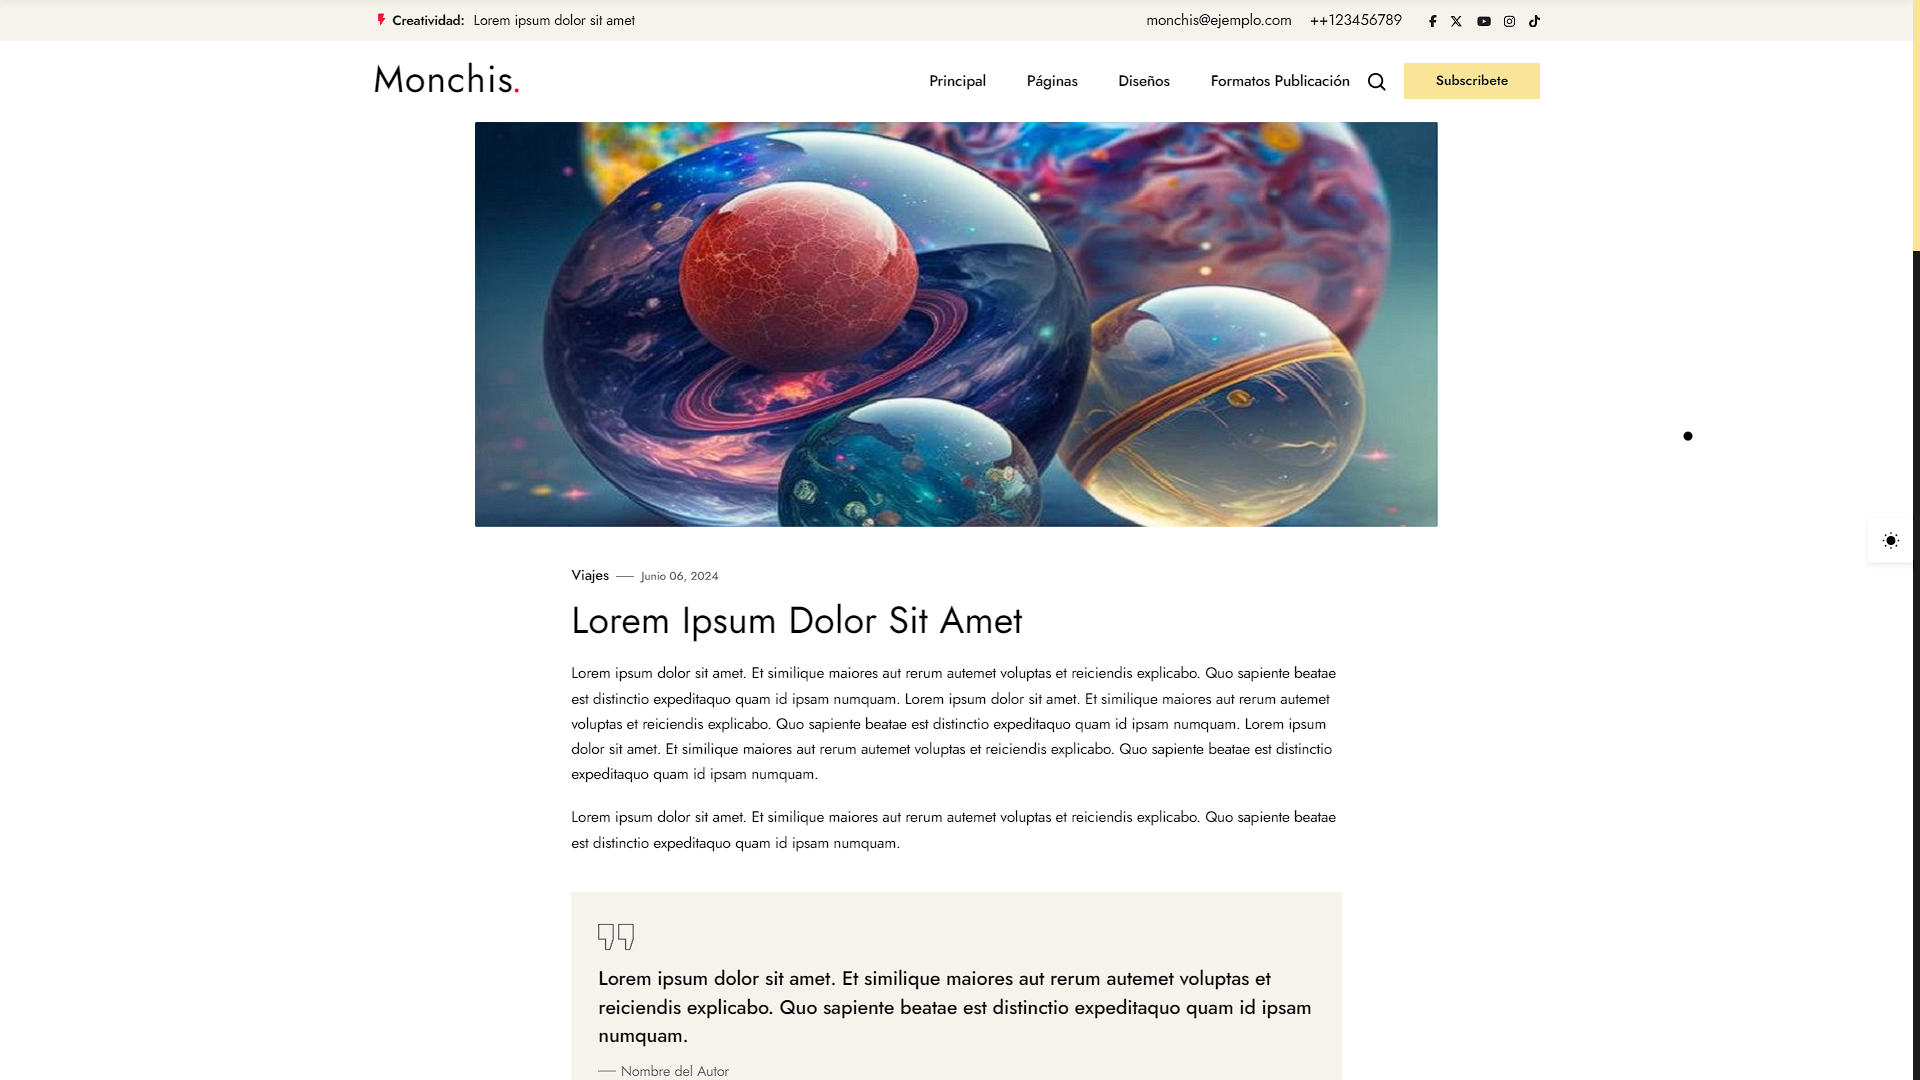 Creatividad: Lorem ipsum dolor sit amet
monchis@ejemplo.com ++123456789
Monchis.
Principal Páginas Diseños Formatos Publicación Subscribete
Viajes — Junio 06, 2024
Lorem Ipsum Dolor Sit Amet
Lorem ipsum dolor sit amet. Et similique maiores aut rerum autemet voluptas et reiciendis explicabo. Quo sapiente beatae
est distinctio expeditaquo quam id ipsam numquam. Lorem ipsum dolor sit amet. Et similique maiores aut rerum autemet
voluptas et reiciendis explicabo. Quo sapiente beatae est distinctio expeditaquo quam id ipsam numquam. Lorem ipsum
dolor sit amet. Et similique maiores aut rerum autemet voluptas et reiciendis explicabo. Quo sapiente beatae est distinctio
expeditaquo quam id ipsam numquam.
Lorem ipsum dolor sit amet. Et similique maiores aut rerum autemet voluptas et reiciendis explicabo. Quo sapiente beatae
est distinctio expeditaquo quam id ipsam numquam.
Lorem ipsum dolor sit amet. Et similique maiores aut rerum autemet voluptas et
reiciendis explicabo. Quo sapiente beatae est distinctio expeditaquo quam id ipsam
numquam.
— Nombre del Autor